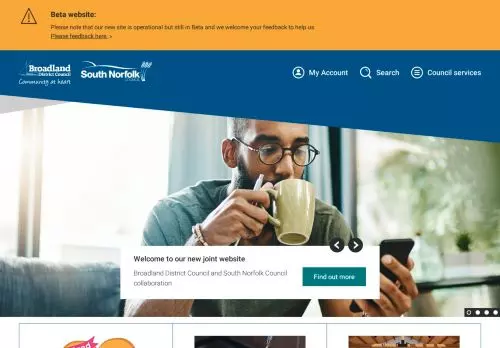 Beta website:
Please note that our new site is operational but still in Beta and we welcome your feedback to help us
Please feedback here. >
Broadland
District Council
Community at heart
South Norfolk
COUNCIL
My Account
Search
Council services
Welcome to our new joint website
Broadland District Council and South Norfolk Council
collaboration
Find out more